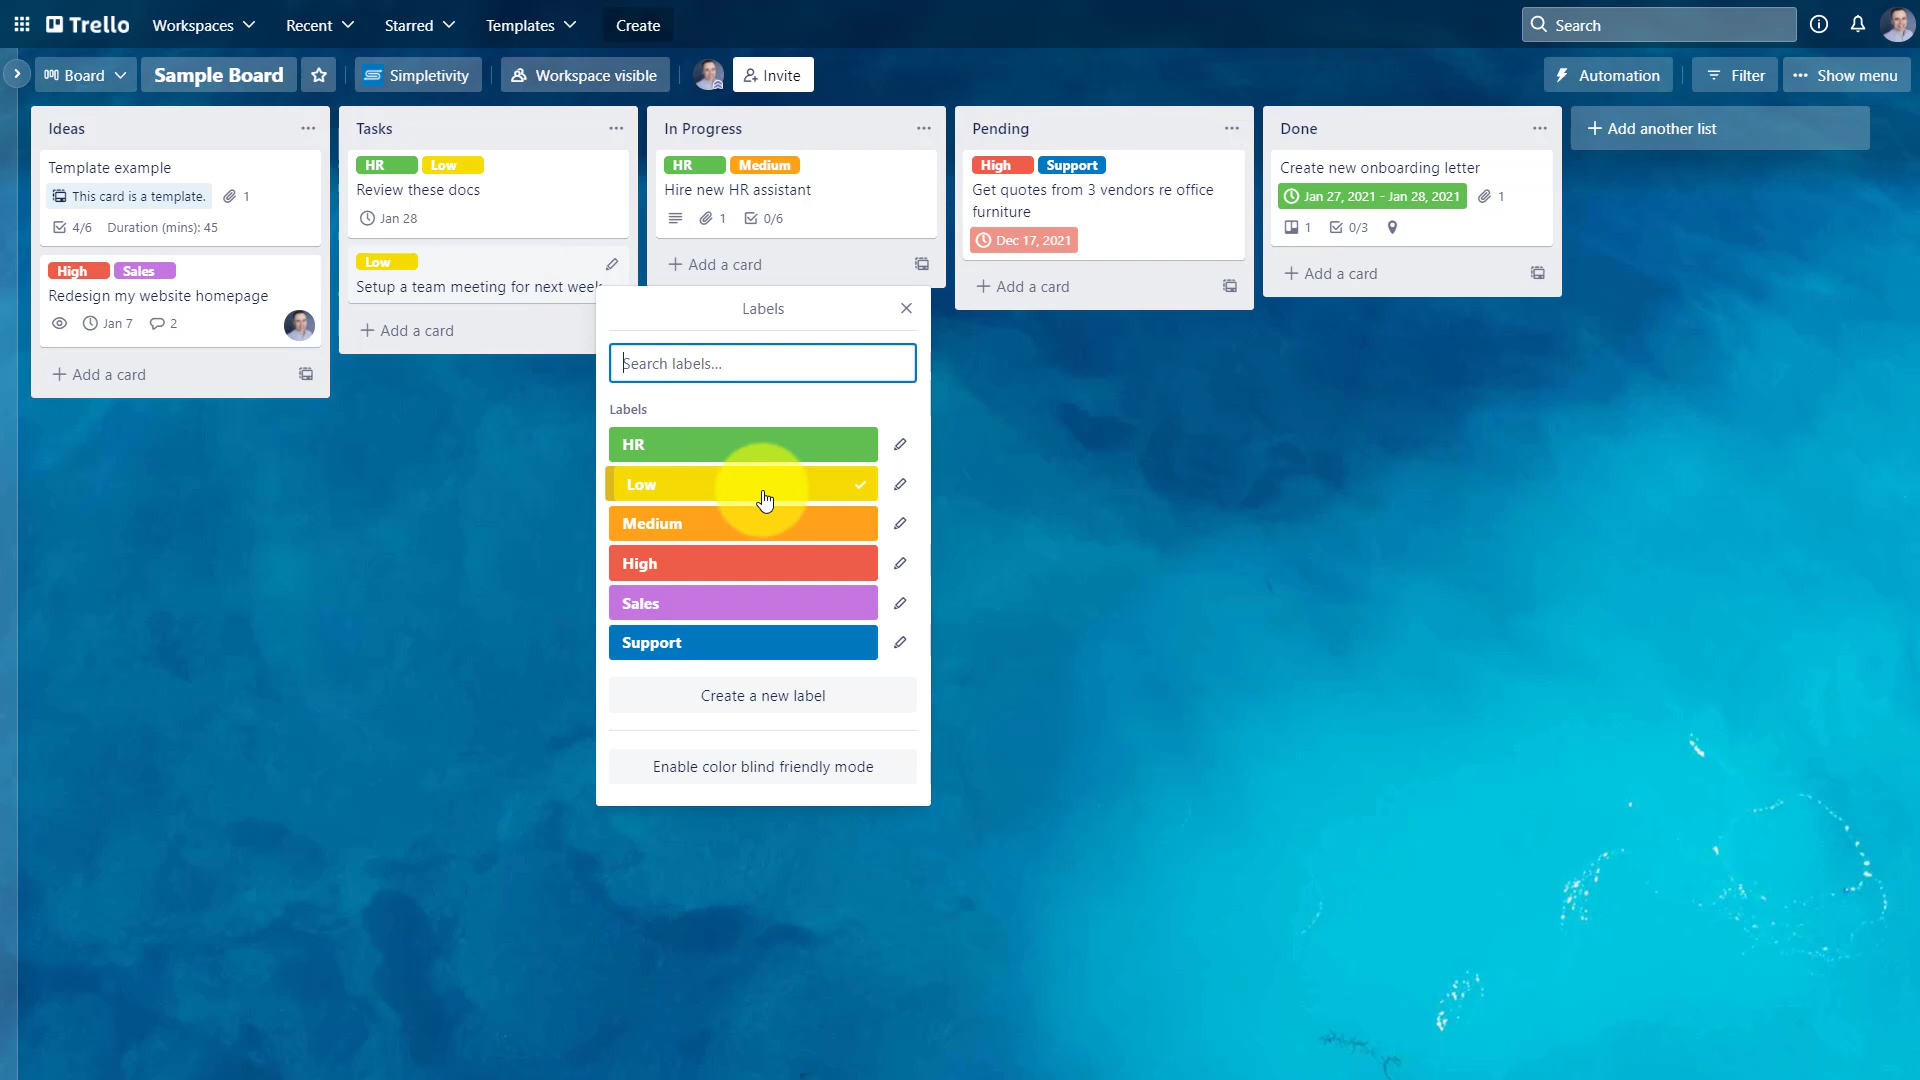 Trello
Workspaces
Recent
Starred
Templates
Create
Search
Board
Sample Board
Simpletivity
Workspace visible
Invite
Automation
Filter
Show menu
Ideas
Template example
This card is a template.
1
4/6
Duration (mins): 45
High
Sales
Redesign my website homepage
Jan 7
2
Add a card
Tasks
HR
Low
Review these docs
Jan 28
Low
Setup a team meeting for next week
Add a card
In Progress
HR
Medium
Hire new HR assistant
1
0/6
Add a card
Pending
High
Support
Get quotes from 3 vendors re office
furniture
Dec 17, 2021
Add a card
Done
Create new onboarding letter
Jan 27, 2021 - Jan 28, 2021
1
1
0/3
Add a card
Add another list
Labels
Search labels...
Labels
HR
Low
Medium
High
Sales
Support
Create a new label
Enable color blind friendly mode